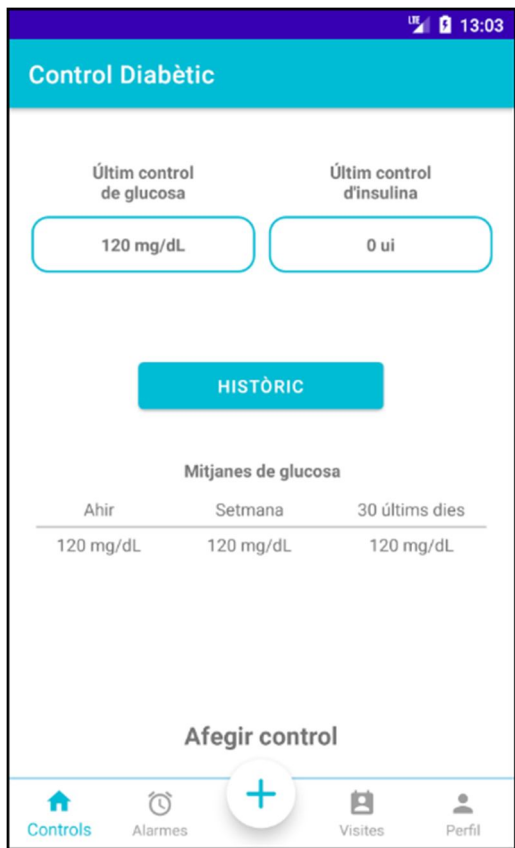 LTE 13:03
Control Diabètic
Últim control
de glucosa
Últim control
d'insulina
120 mg/dL
0 ui
HISTÒRIC
Mitjanes de glucosa
Ahir Setmana 30 últims dies
120 mg/dL 120 mg/dL 120 mg/dL
Afegir control
Controls Alarmes Visites Perfil